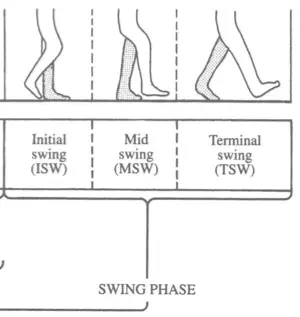 Initial
swing
(ISW)
Mid
swing
(MSW)
Terminal
swing
(TSW)
SWING PHASE